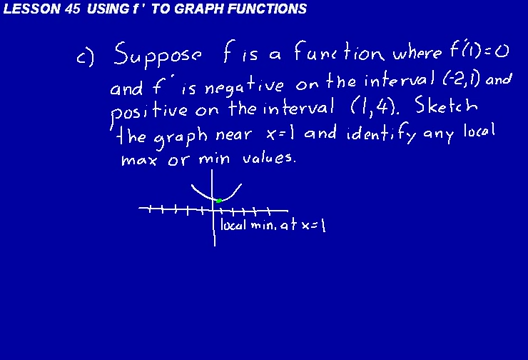 LESSON 45 USING f ' TO GRAPH FUNCTIONS
c) Suppose f is a function where f'(1)=0
and f' is negative on the interval (-2,1) and
positive on the interval (1,4). Sketch
the graph near x=1 and identify any local
max or min values.
local min. at x=1